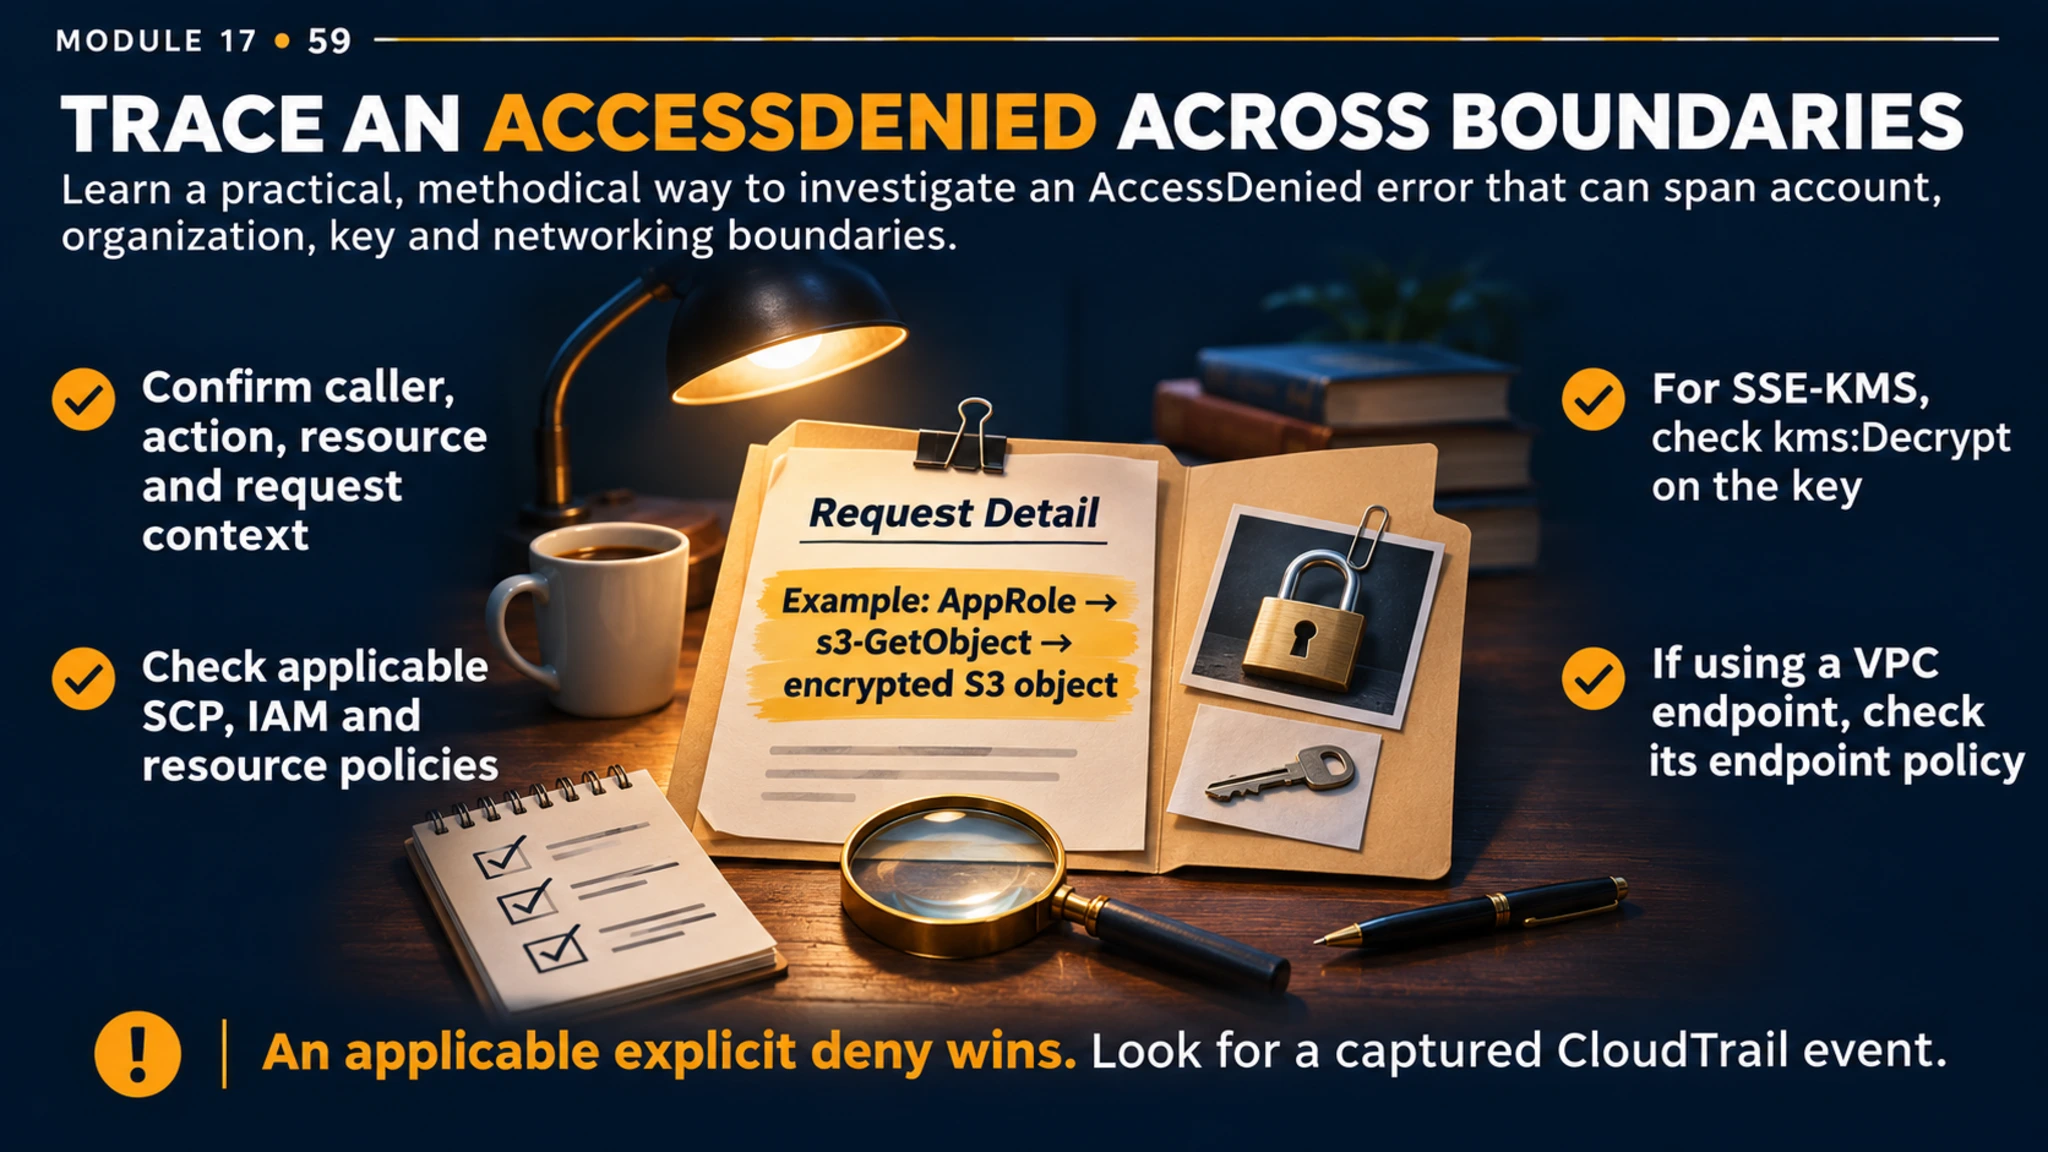 MODULE 17 • 59
TRACE AN ACCESSDENIED ACROSS BOUNDARIES
Learn a practical, methodical way to investigate an AccessDenied error that can span account,
organization, key and networking boundaries.
Confirm caller,
action, resource
and request
context
Check applicable
SCP, IAM and
resource policies
Request Detail
Example: AppRole →
s3-GetObject →
encrypted S3 object
For SSE-KMS,
check kms:Decrypt
on the key
If using a VPC
endpoint, check
its endpoint policy
An applicable explicit deny wins. Look for a captured CloudTrail event.